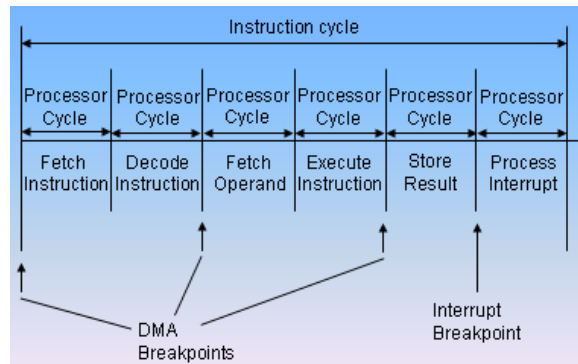 Instruction cycle
Processor Processor Processor Processor Processor Processor
Cycle Cycle Cycle Cycle Cycle Cycle
Fetch Decode Fetch Execute Store Process
Instruction Instruction Operand Instruction Result Interrupt
DMA
Breakpoints
Interrupt
Breakpoint